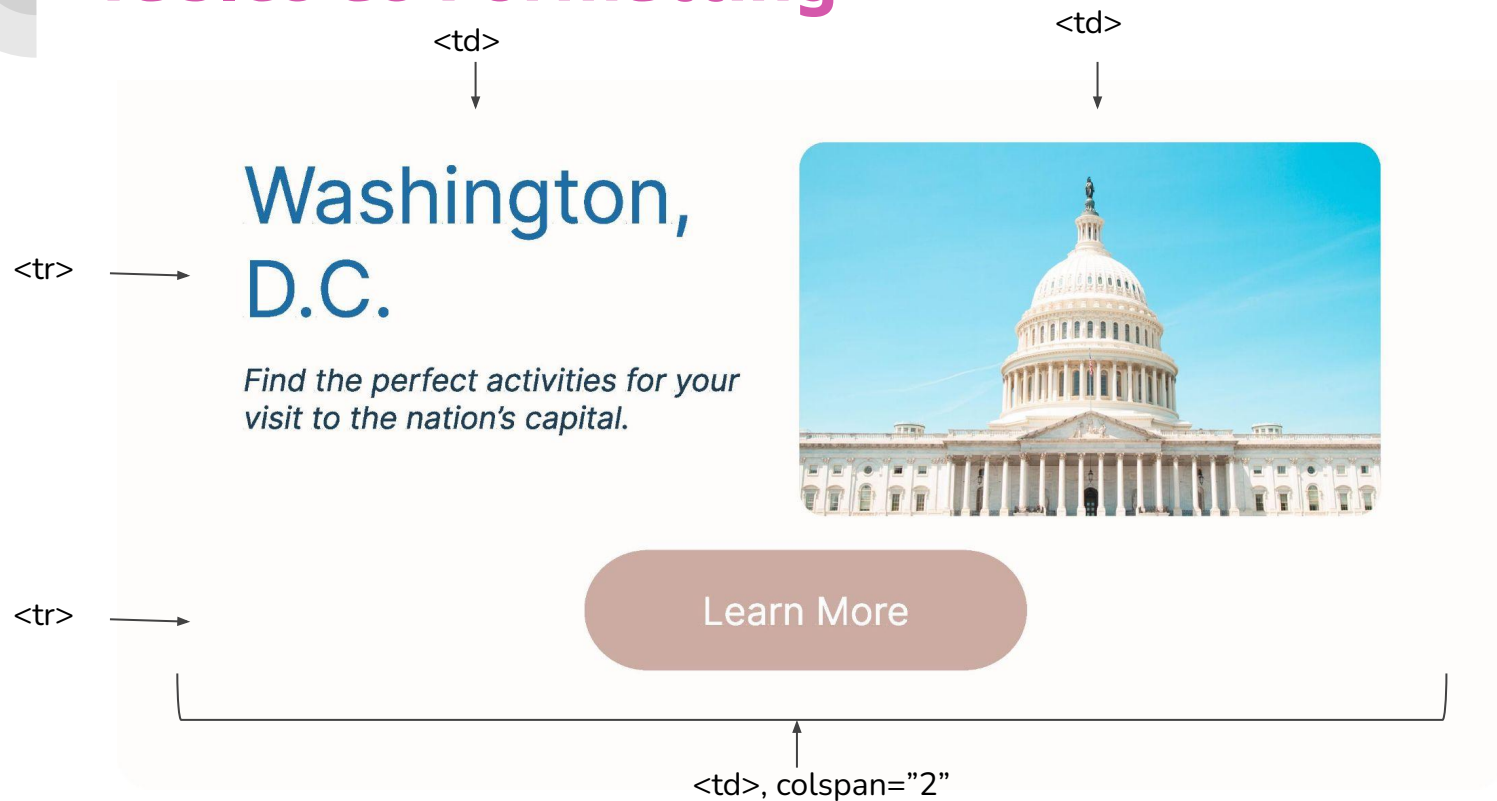 <td>
<td>
Washington,
D.C.
<tr>
Find the perfect activities for your
visit to the nation's capital.
Learn More
<tr>
<td>, colspan=”2”